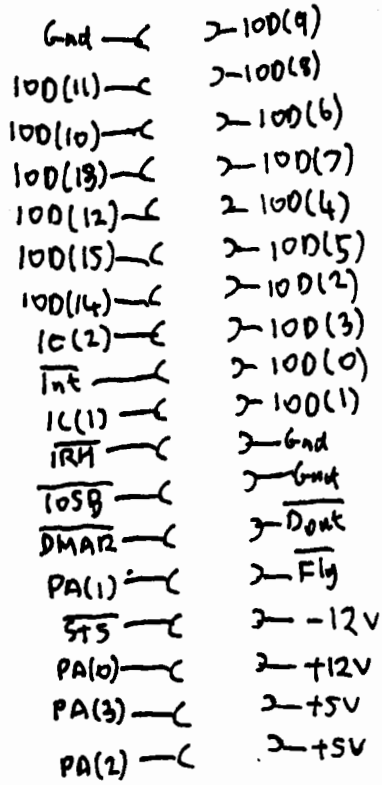 Gnd IOD(9)
IOD(11) IOD(8)
IOD(10) IOD(6)
IOD(13) IOD(7)
IOD(12) IOD(4)
IOD(15) IOD(5)
IOD(14) IOD(2)
IC(2) IOD(3)
Int IOD(0)
IC(1) IOD(1)
IRH Gnd
IOSB Gnd
DMAR Dout
PA(1) Flg
STS -12V
PA(0) +12V
PA(3) +5V
PA(2) +5V